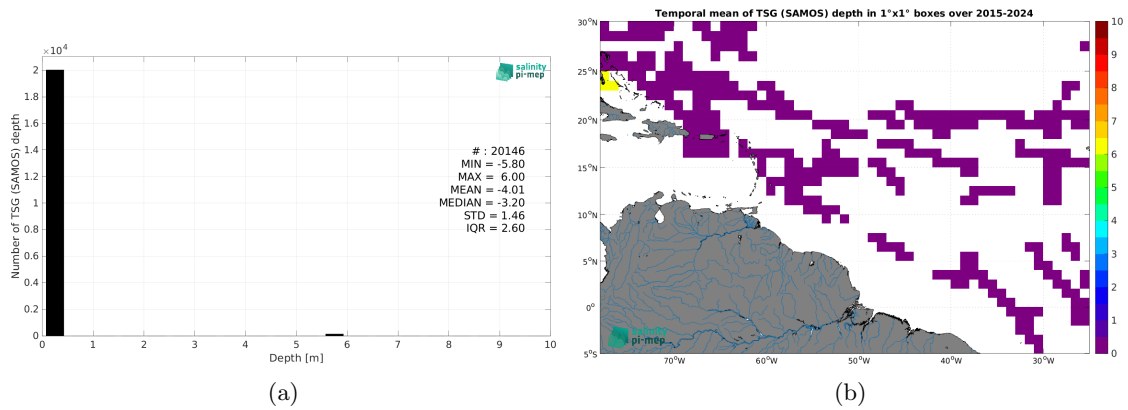 ×10⁴
2
1.8
1.6
1.4
1.2
1
0.8
0.6
0.4
0.2
0
Number of TSG (SAMOS) depth
0 1 2 3 4 5 6 7 8 9 10
Depth [m]
salinity
pi-mep
# : 20146
MIN = -5.80
MAX = 6.00
MEAN = -4.01
MEDIAN = -3.20
STD = 1.46
IQR = 2.60
(a)
Temporal mean of TSG (SAMOS) depth in 1°x1° boxes over 2015-2024
30°N
25°N
20°N
15°N
10°N
5°N
0°
5°S
70°W 60°W 50°W 40°W 30°W
salinity
pi-mep
10
9
8
7
6
5
4
3
2
1
0
(b)